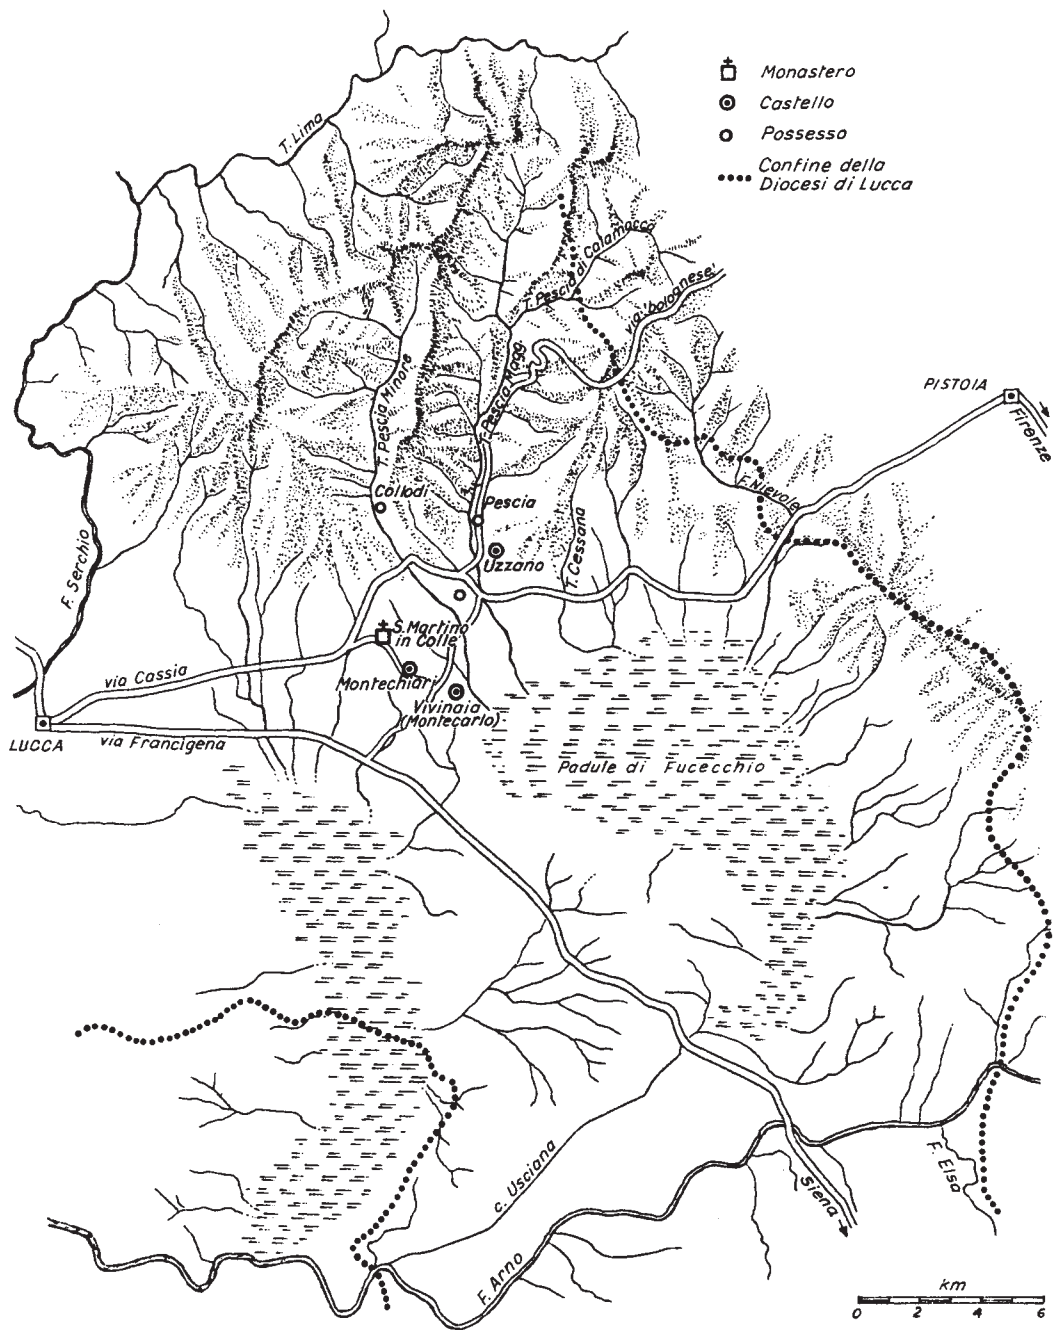 Monastero
Castello
Possesso
Confine della
Diocesi di Lucca
T. Lima
T. Pescia di Calamacca
via 'bolognese'
T. Pescia Minore
T. Pescia Magg.
PISTOIA
Firenze
Collodi
Pescia
F. Nievole
F. Serchio
Uzzano
T. Cessana
S. Martino
in Colle
via Cassia
Montechiari
Vivinaia
(Montecarlo)
LUCCA
via Francigena
Padule di Fucecchio
c. Usciana
F. Elsa
Siena
F. Arno
km
0 2 4 6